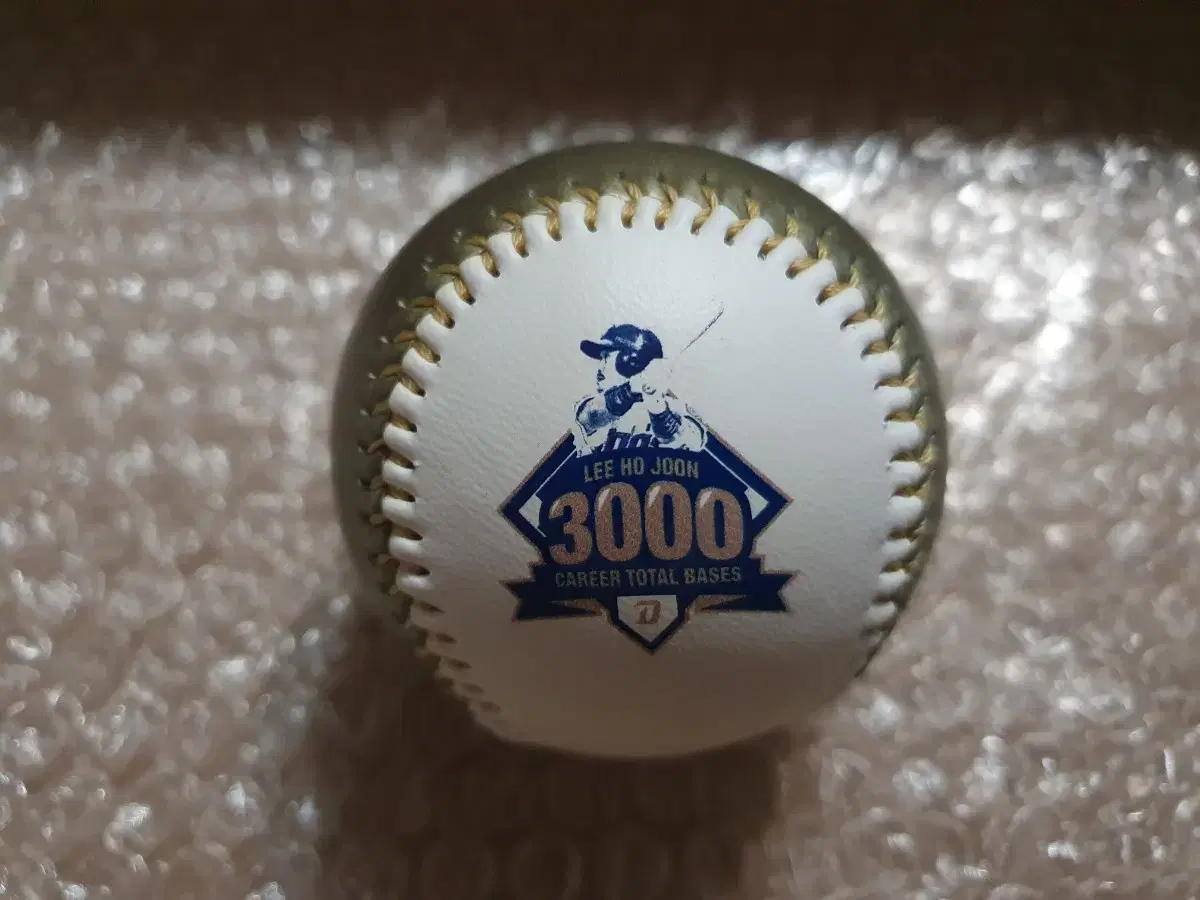 LEE HO JOON
3000
CAREER TOTAL BASES
D